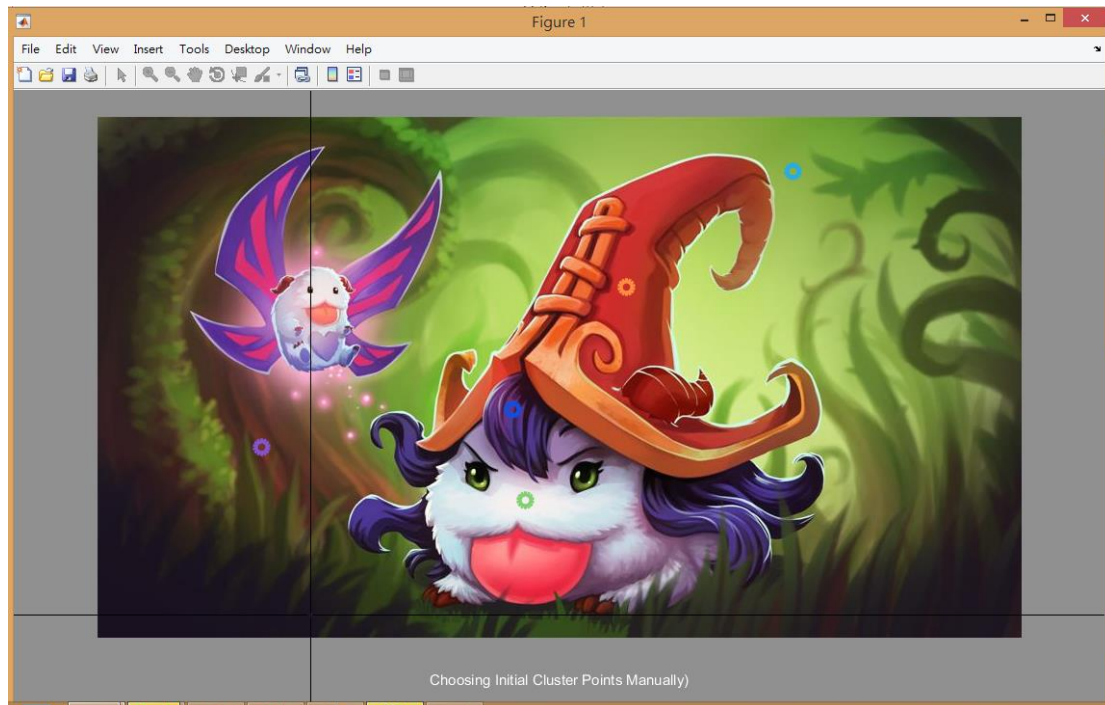 Figure 1
File Edit View Insert Tools Desktop Window Help
Choosing Initial Cluster Points Manually)